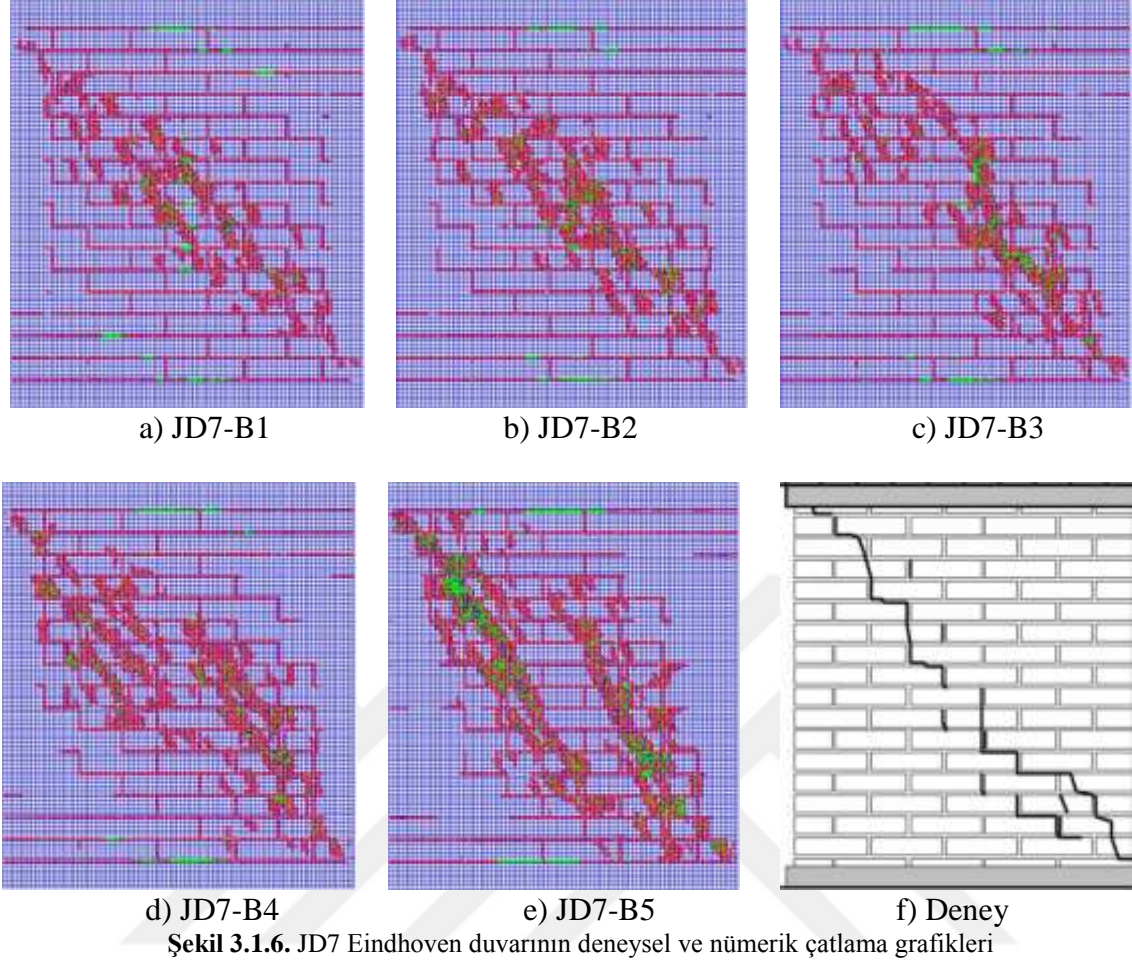 a) JD7-B1
b) JD7-B2
c) JD7-B3
d) JD7-B4
e) JD7-B5
f) Deney
Şekil 3.1.6. JD7 Eindhoven duvarının deneysel ve nümerik çatlama grafikleri